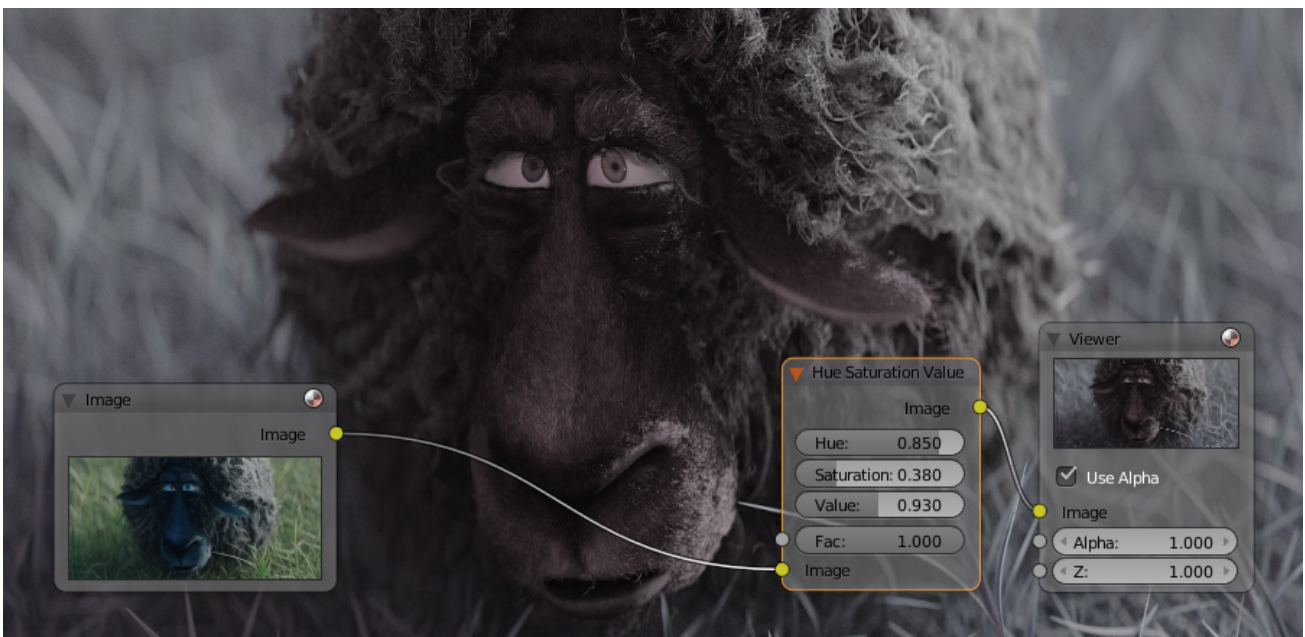 Image
Image
Hue Saturation Value
Image
Hue: 0.850
Saturation: 0.380
Value: 0.930
Fac: 1.000
Image
Viewer
Use Alpha
Image
Alpha: 1.000
Z: 1.000